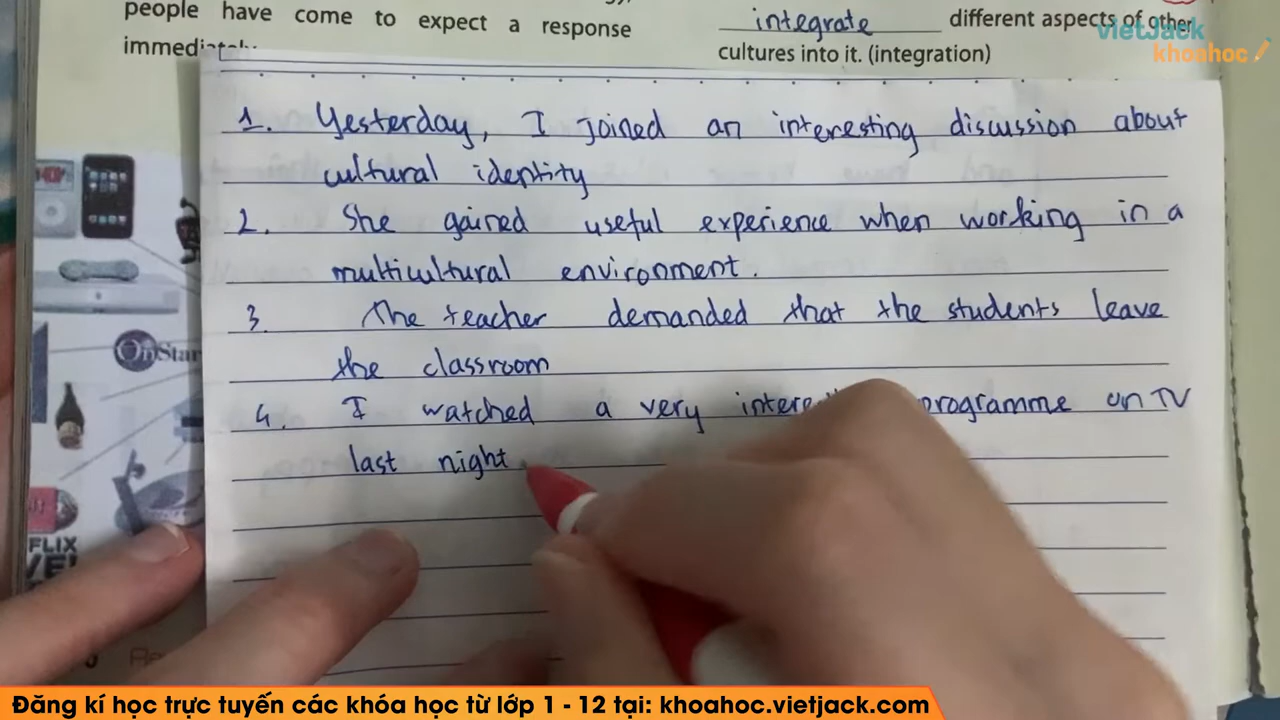 people have come to expect a response
immediately.
integrate different aspects of other
cultures into it. (integration)
vietJack
khoahoc
1. Yesterday, I joined an interesting discussion about
cultural identity
2. She gained useful experience when working in a
multicultural environment.
3. The teacher demanded that the students leave
the classroom
4. I watched a very programme on TV
last night
OnStar
FLIX
Đăng kí học trực tuyến các khóa học từ lớp 1 - 12 tại: khoahoc.vietjack.com